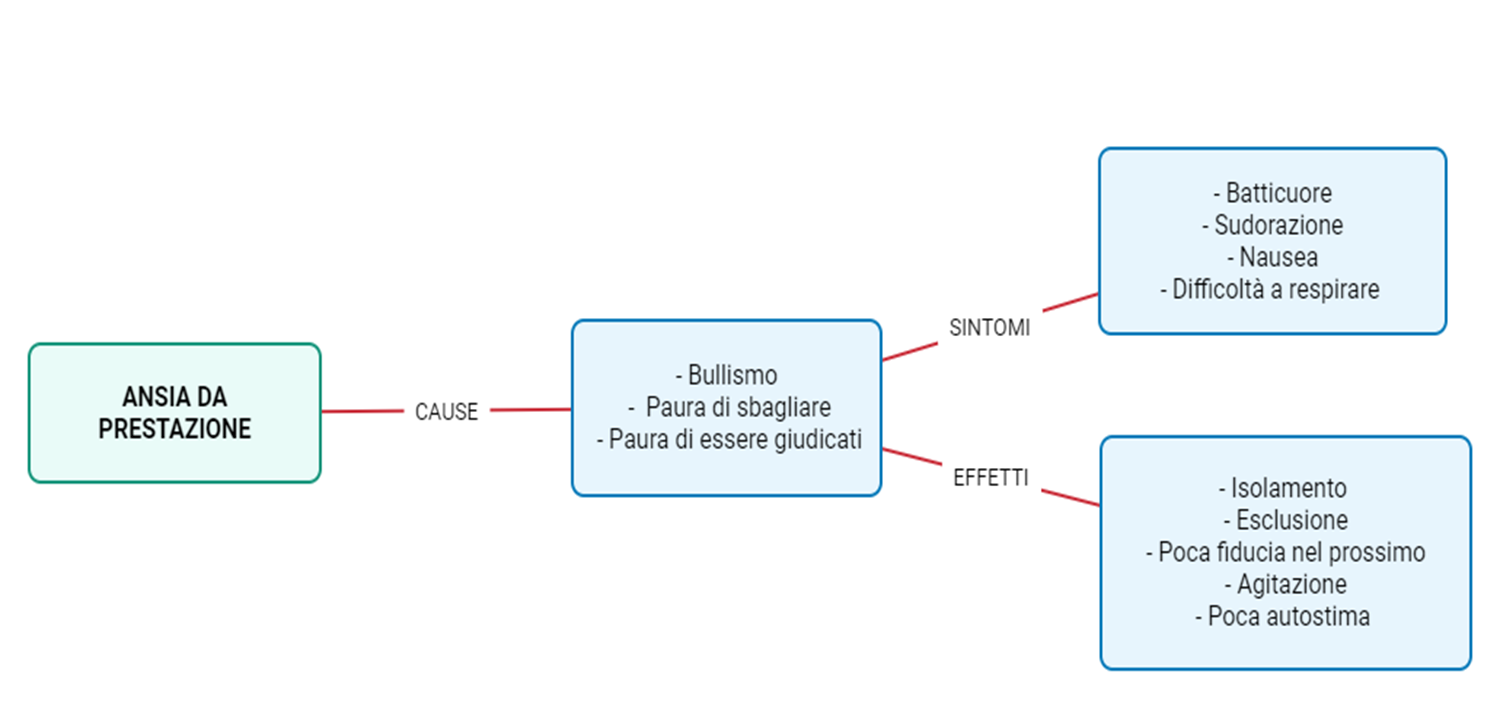 ANSIA DA
PRESTAZIONE
CAUSE
- Bullismo
- Paura di sbagliare
- Paura di essere giudicati
SINTOMI
- Batticuore
- Sudorazione
- Nausea
- Difficoltà a respirare
EFFETTI
- Isolamento
- Esclusione
- Poca fiducia nel prossimo
- Agitazione
- Poca autostima